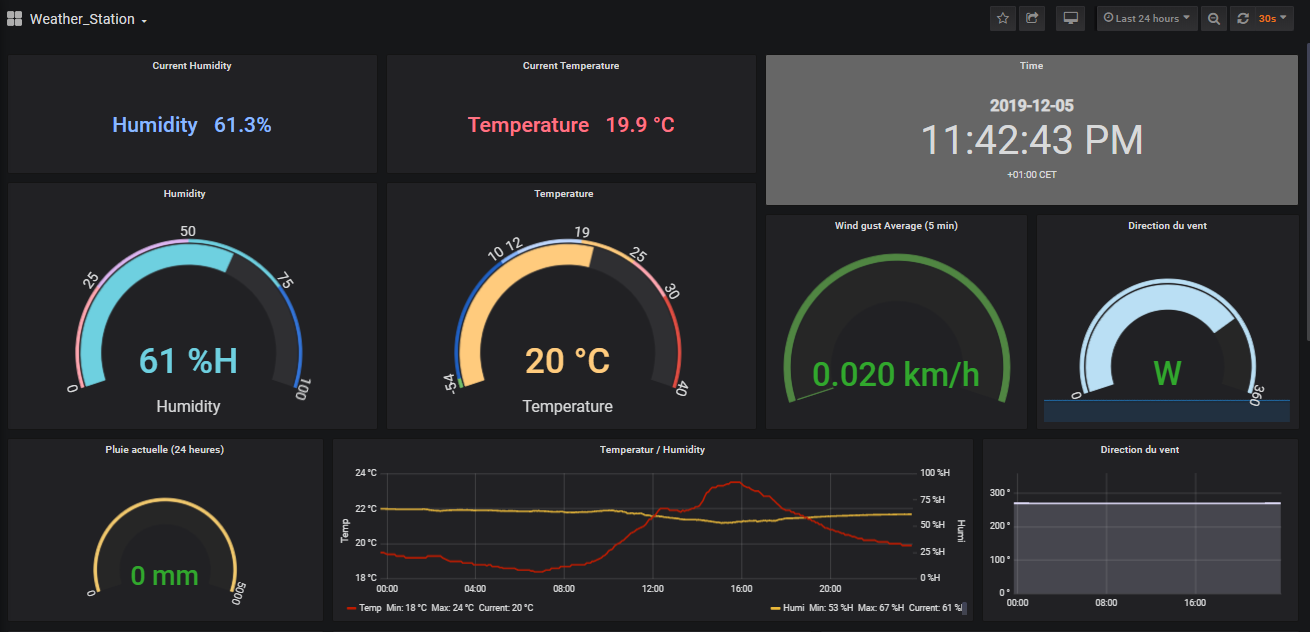 Weather_Station
Last 24 hours
30s
Current Humidity
Humidity 61.3%
Current Temperature
Temperature 19.9 °C
Time
2019-12-05
11:42:43 PM
+01:00 CET
Humidity
0
25
50
75
100
61 %H
Humidity
Temperature
-54
10
12
19
25
30
40
20 °C
Temperature
Wind gust Average (5 min)
0.020 km/h
Direction du vent
0
360
W
Pluie actuelle (24 heures)
0
5000
0 mm
Temperatur / Humidity
Temp
24 °C
22 °C
20 °C
18 °C
100 %H
75 %H
50 %H
25 %H
0 %H
Humi
00:00 04:00 08:00 12:00 16:00 20:00
Temp Min: 18 °C Max: 24 °C Current: 20 °C
Humi Min: 53 %H Max: 67 %H Current: 61 %
Direction du vent
300 °
200 °
100 °
0 °
00:00 08:00 16:00